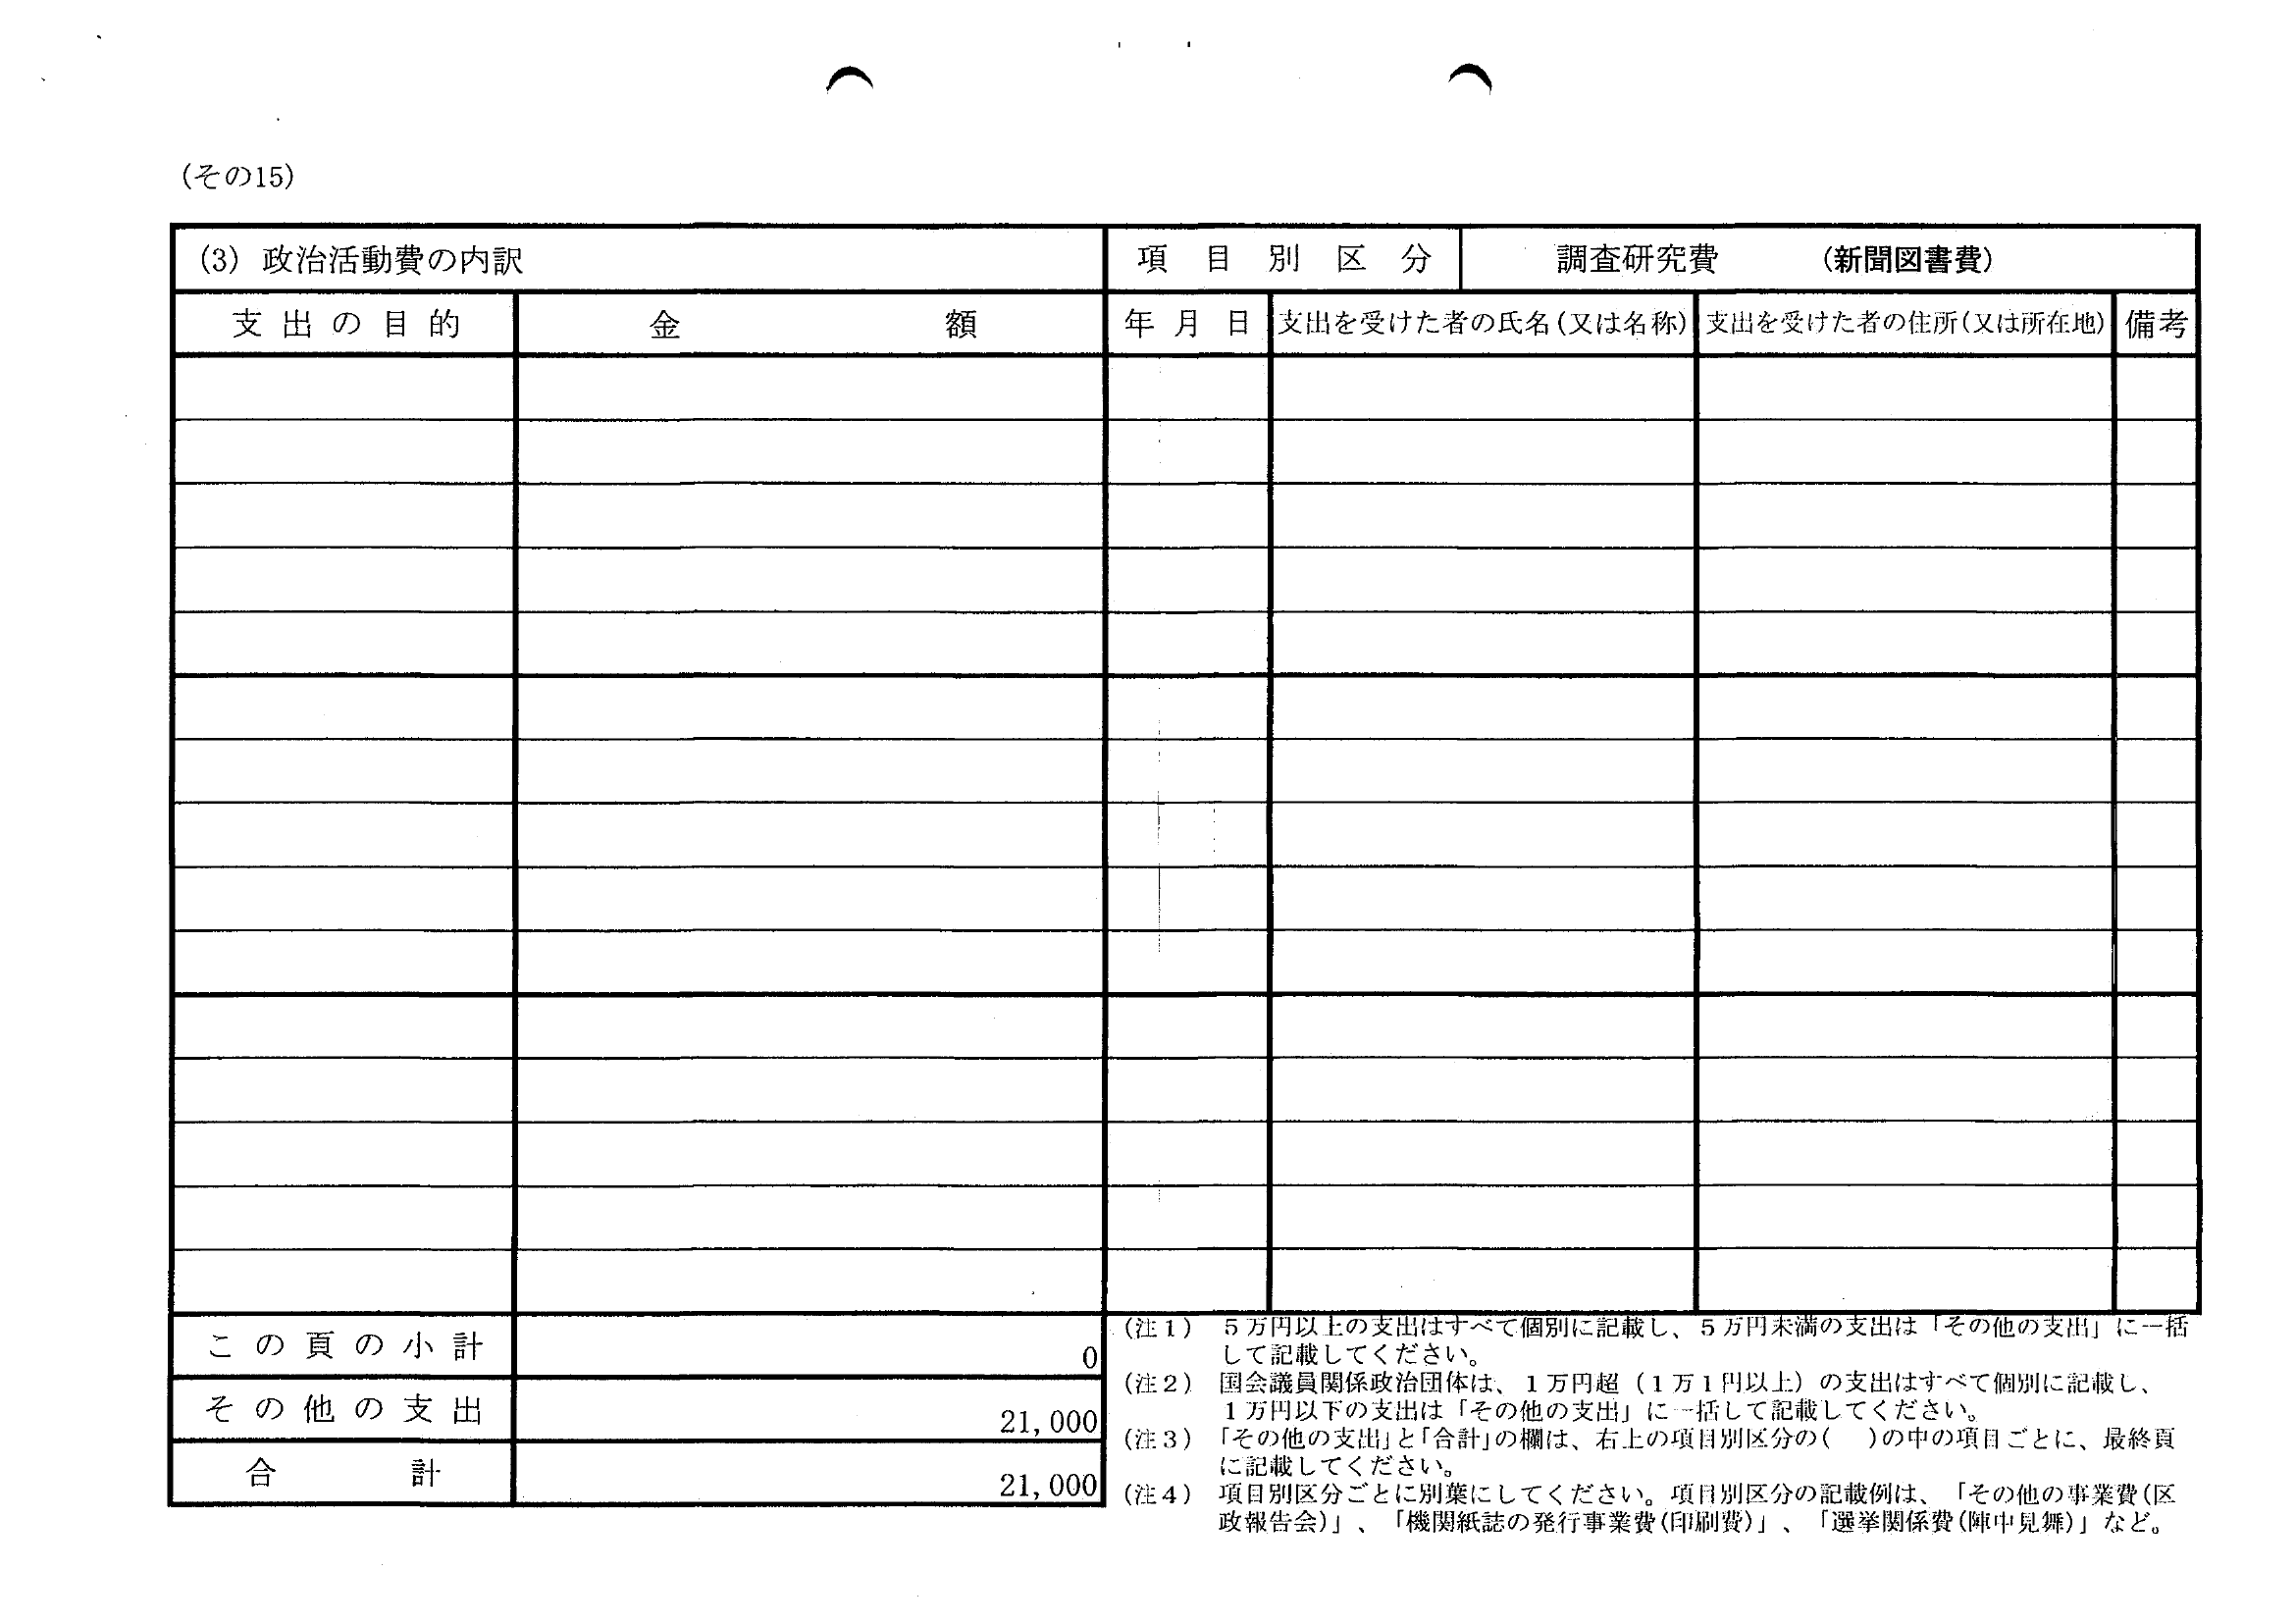 (その15)
(3) 政治活動費の内訳 項目別区分 調査研究費 (新聞図書費)
支出の目的 金額 年月日 支出を受けた者の氏名(又は名称) 支出を受けた者の住所(又は所在地) 備考
この頁の小計 0
その他の支出 21,000
合計 21,000
(注1) 5万円以上の支出はすべて個別に記載し、5万円未満の支出は「その他の支出」に一括
して記載してください。
(注2) 国会議員関係政治団体は、1万円超(1万1円以上)の支出はすべて個別に記載し、
1万円以下の支出は「その他の支出」に一括して記載してください。
(注3) 「その他の支出」と「合計」の欄は、右上の項目別区分の( )の中の項目ごとに、最終頁
に記載してください。
(注4) 項目別区分ごとに別葉にしてください。項目別区分の記載例は、「その他の事業費(区
政報告会)」、「機関紙誌の発行事業費(印刷費)」、「選挙関係費(陣中見舞)」など。